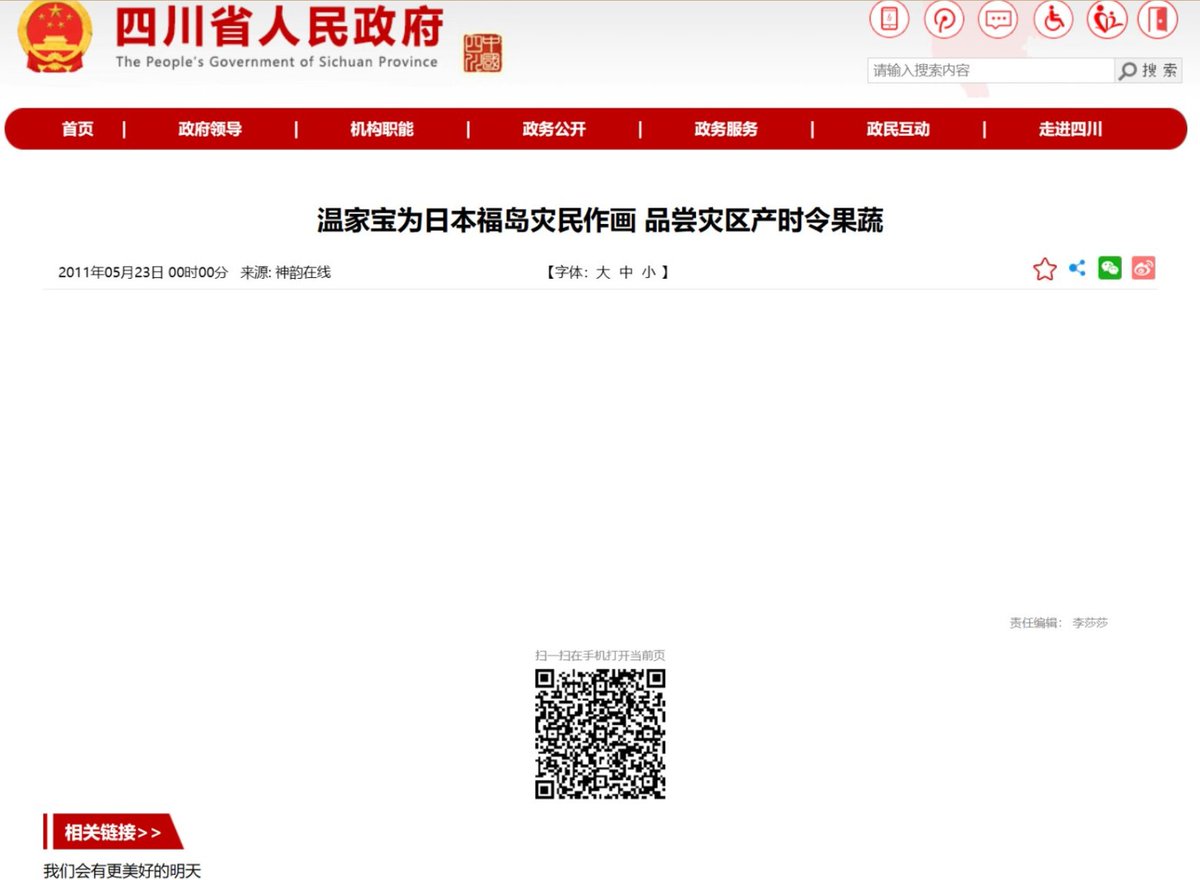 四川省人民政府
The People's Government of Sichuan Province
四川
中國
请输入搜索内容
搜 索
首页 | 政府领导 | 机构职能 | 政务公开 | 政务服务 | 政民互动 | 走进四川
温家宝为日本福岛灾民作画 品尝灾区产时令果蔬
2011年05月23日 00时00分 来源: 神韵在线 【字体：大 中 小 】
责任编辑： 李莎莎
扫一扫在手机打开当前页
相关链接>>
我们会有更美好的明天